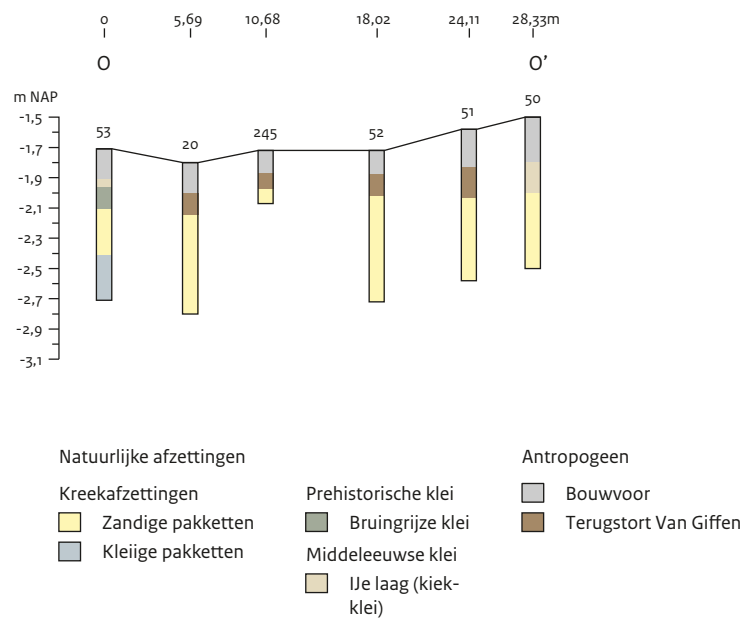 0 5,69 10,68 18,02 24,11 28,33m
O O’
m NAP
50
51
53 20 245 52
-1,5
-1,7
-1,9
-2,1
-2,3
-2,5
-2,7
-2,9
-3,1
Natuurlijke afzettingen
Kreekafzettingen
Zandige pakketten
Kleiige pakketten
Prehistorische klei
Bruingrijze klei
Middeleeuwse klei
IJe laag (kiek-
klei)
Antropogeen
Bouwvoor
Terugstort Van Giffen